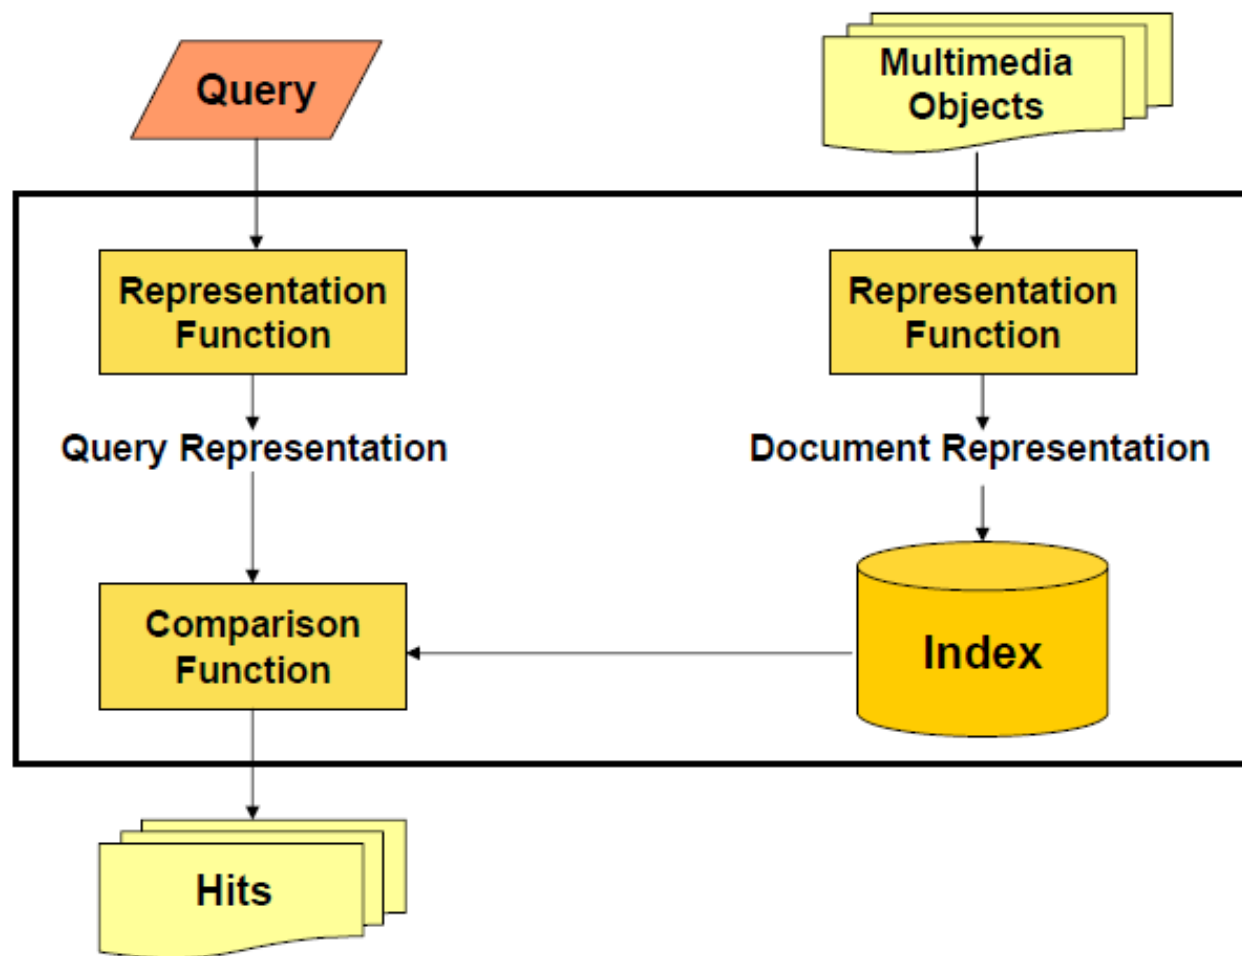 Query
Multimedia
Objects
Representation
Function
Representation
Function
Query Representation
Document Representation
Comparison
Function
Index
Hits